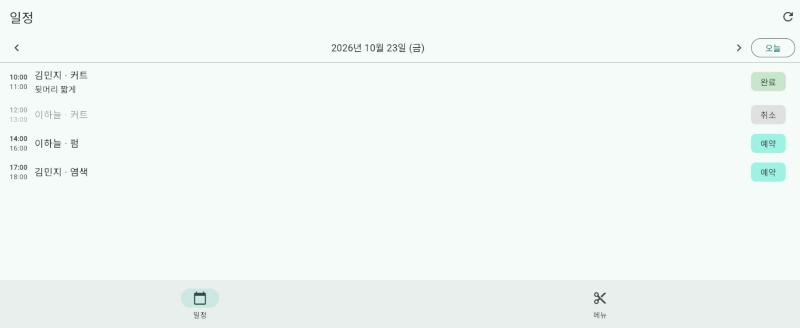 일정
2026년 10월 23일 (금)
오늘
10:00 김민지 · 커트 완료
11:00 뒷머리 짧게
12:00 이하늘 · 커트 취소
13:00
14:00 이하늘 · 펌 예약
16:00
17:00 김민지 · 염색 예약
18:00
일정 메뉴